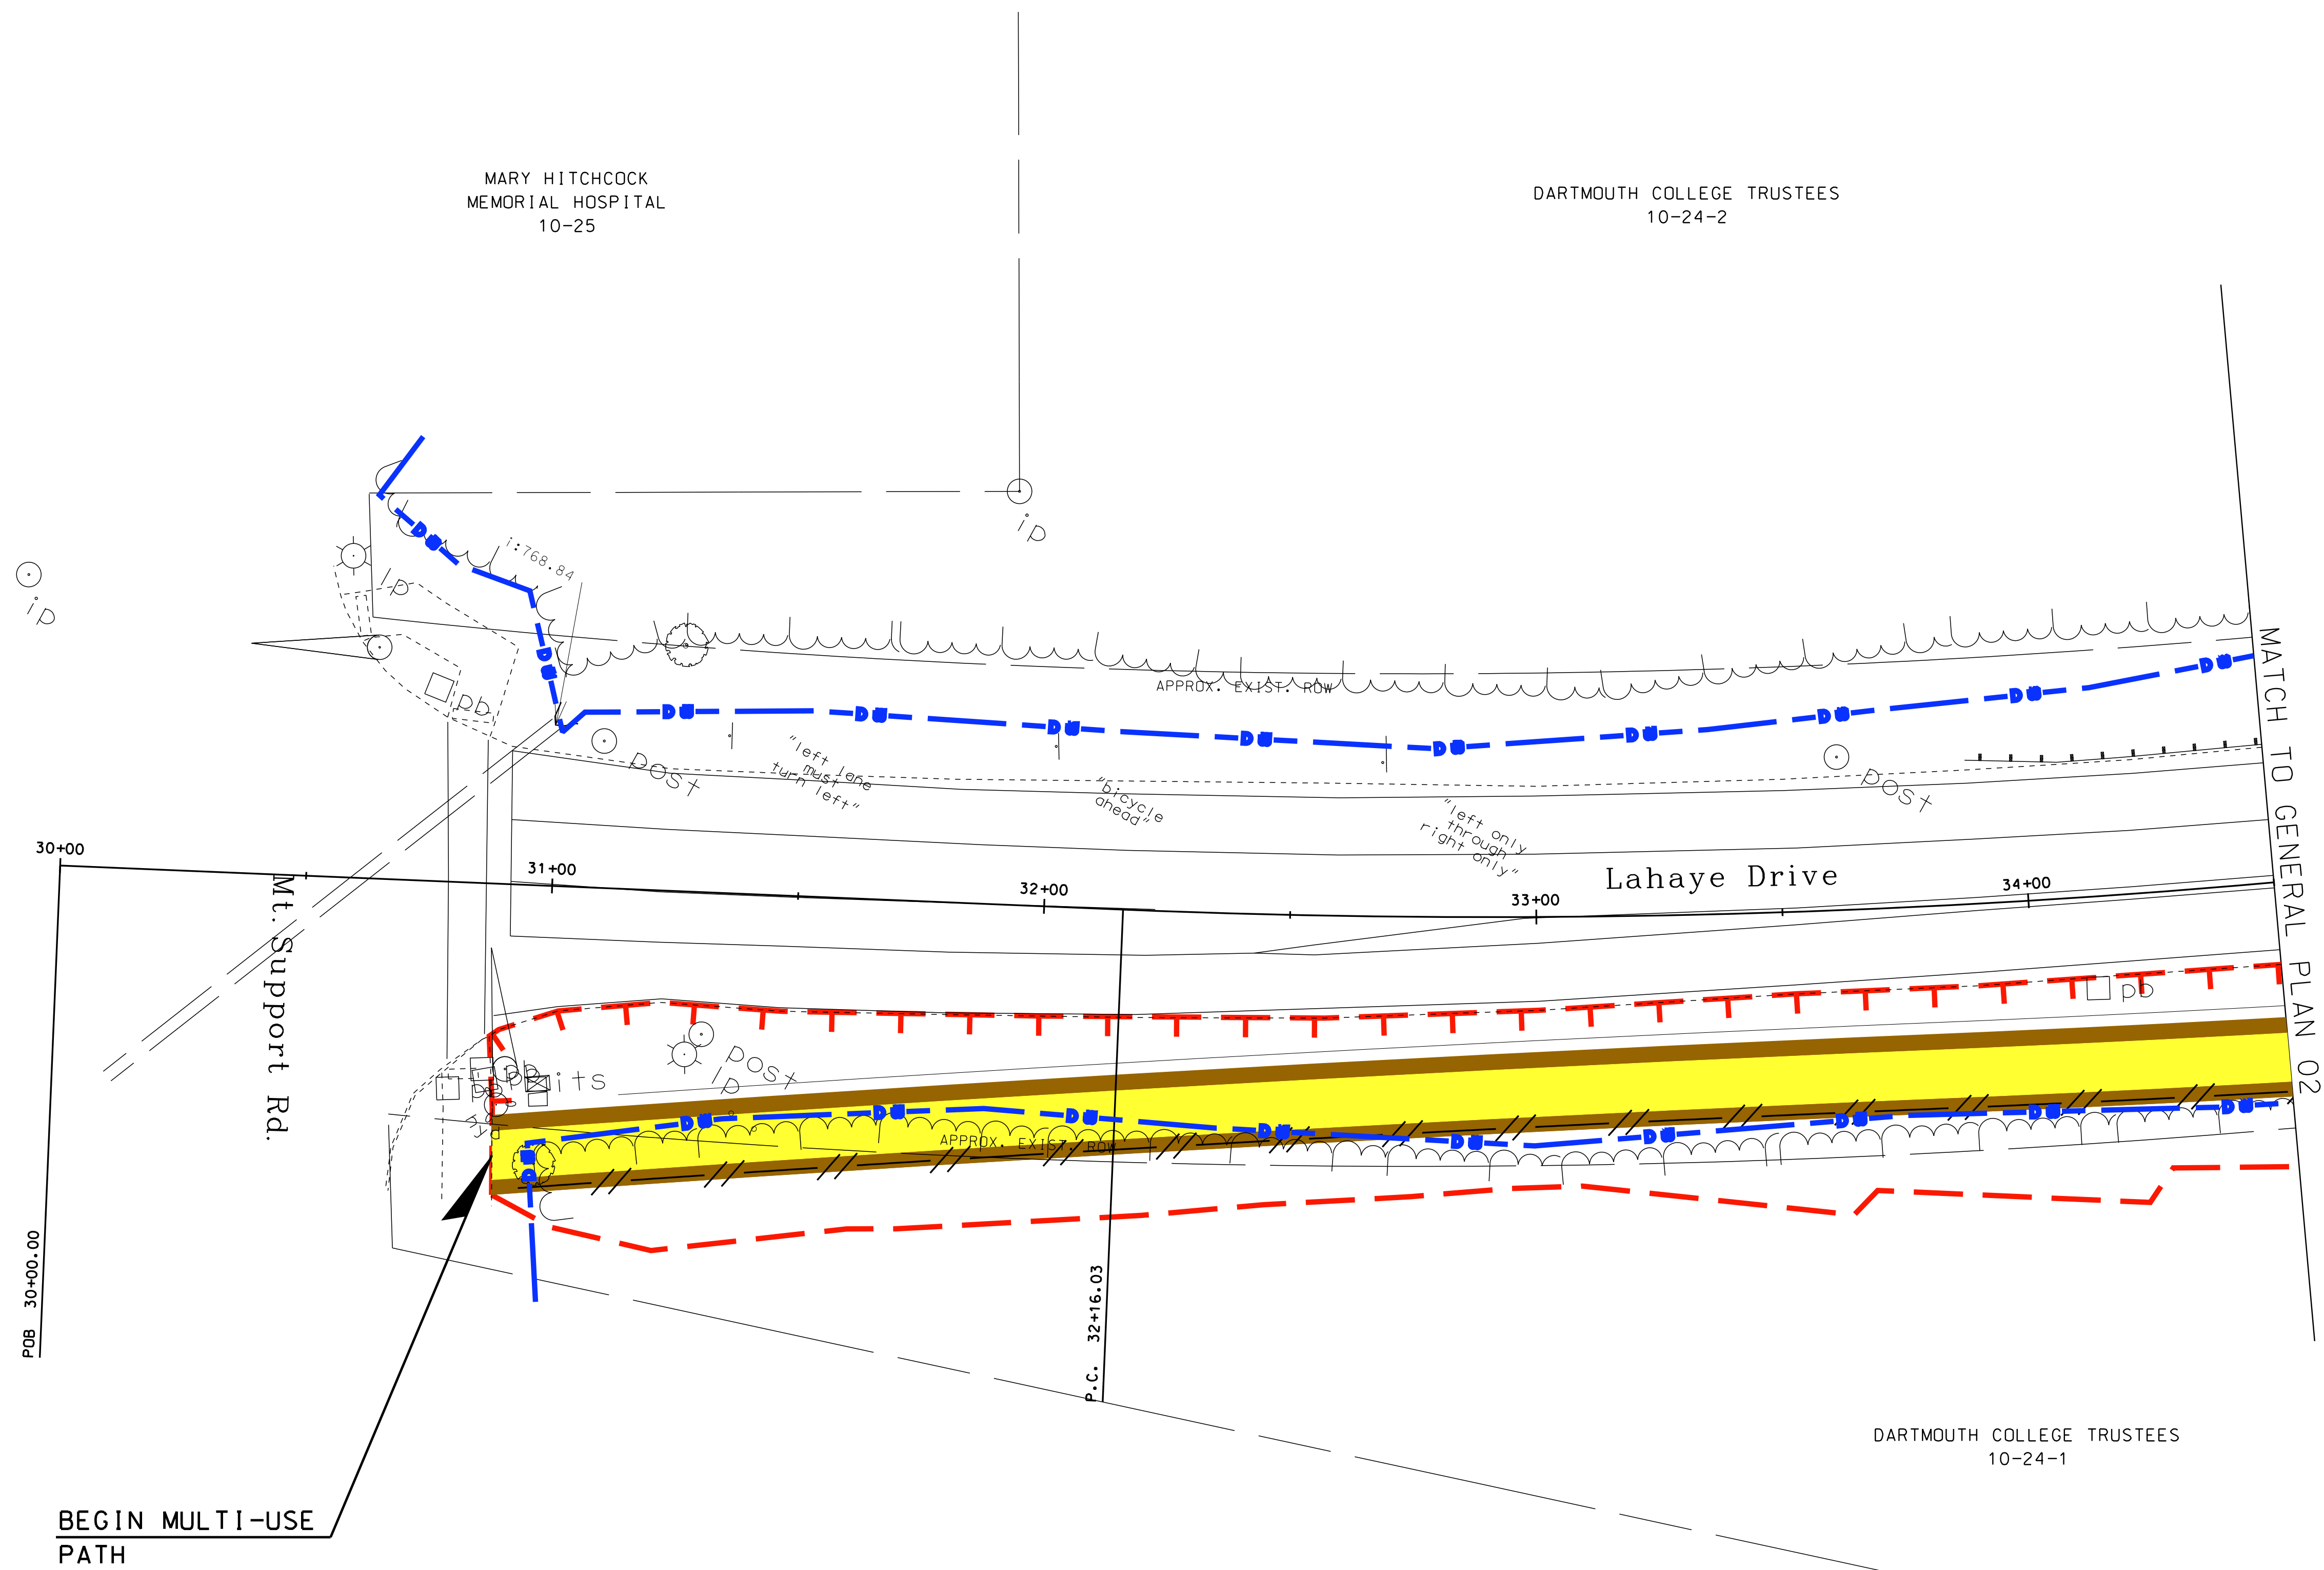 MARY HITCHCOCK
MEMORIAL HOSPITAL
10-25
DARTMOUTH COLLEGE TRUSTEES
10-24-2
ip
i:768.84
ip
lp
pb
APPROX. EXIST. ROW
post
"left lane
must
turn left"
"bicycle
ahead"
"left only
through
right only"
post
MATCH TO GENERAL PLAN 02
30+00
31+00
32+00
33+00
34+00
Lahaye Drive
Mt. Support Rd.
pb
post
lp
APPROX. EXIST. ROW
POB 30+00.00
P.C. 32+16.03
DARTMOUTH COLLEGE TRUSTEES
10-24-1
BEGIN MULTI-USE
PATH